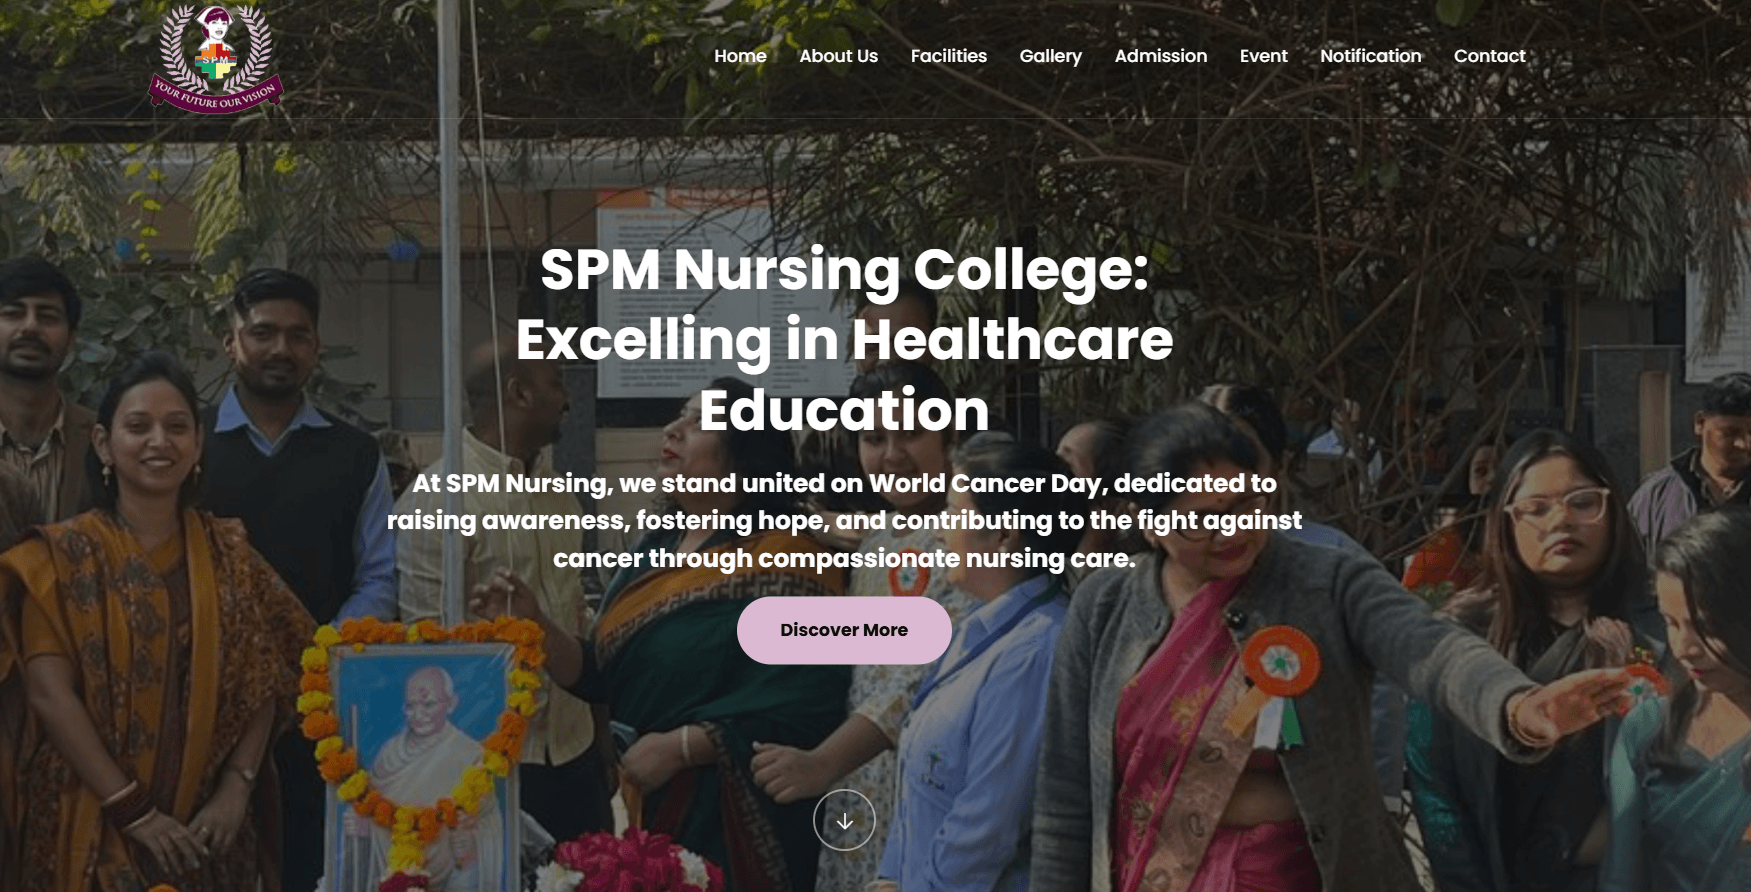 SPM
YOUR FUTURE OUR VISION
Home About Us Facilities Gallery Admission Event Notification Contact
SPM Nursing College:
Excelling in Healthcare
Education
At SPM Nursing, we stand united on World Cancer Day, dedicated to
raising awareness, fostering hope, and contributing to the fight against
cancer through compassionate nursing care.
Discover More